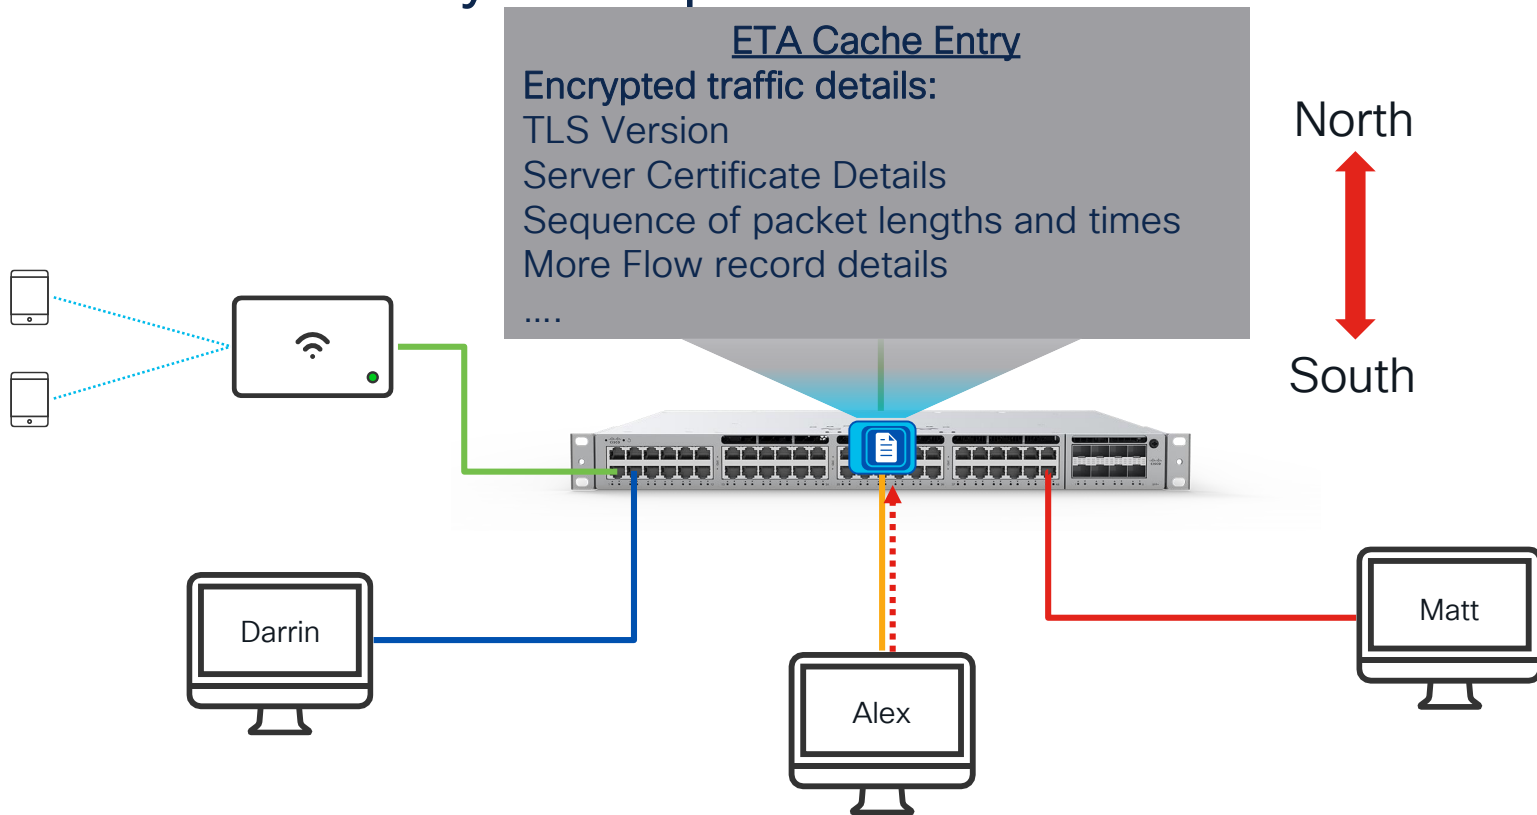 ETA Cache Entry
Encrypted traffic details:
TLS Version
Server Certificate Details
Sequence of packet lengths and times
More Flow record details
....
North
South
Darrin
Alex
Matt